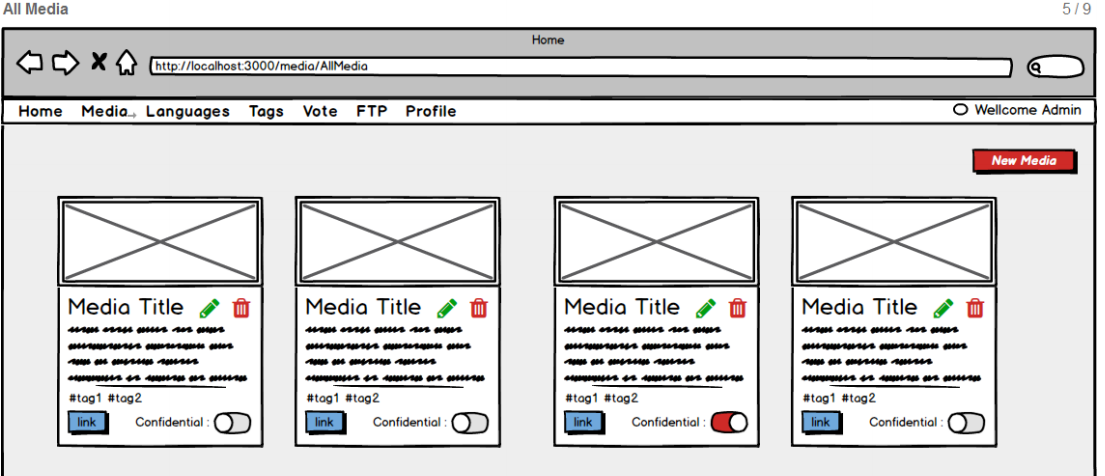 All Media
5 / 9
Home
http://localhost:3000/media/AllMedia
Home Media Languages Tags Vote FTP Profile
Wellcome Admin
New Media
Media Title
#tag1 #tag2
link
Confidential :
Media Title
#tag1 #tag2
link
Confidential :
Media Title
#tag1 #tag2
link
Confidential :
Media Title
#tag1 #tag2
link
Confidential :